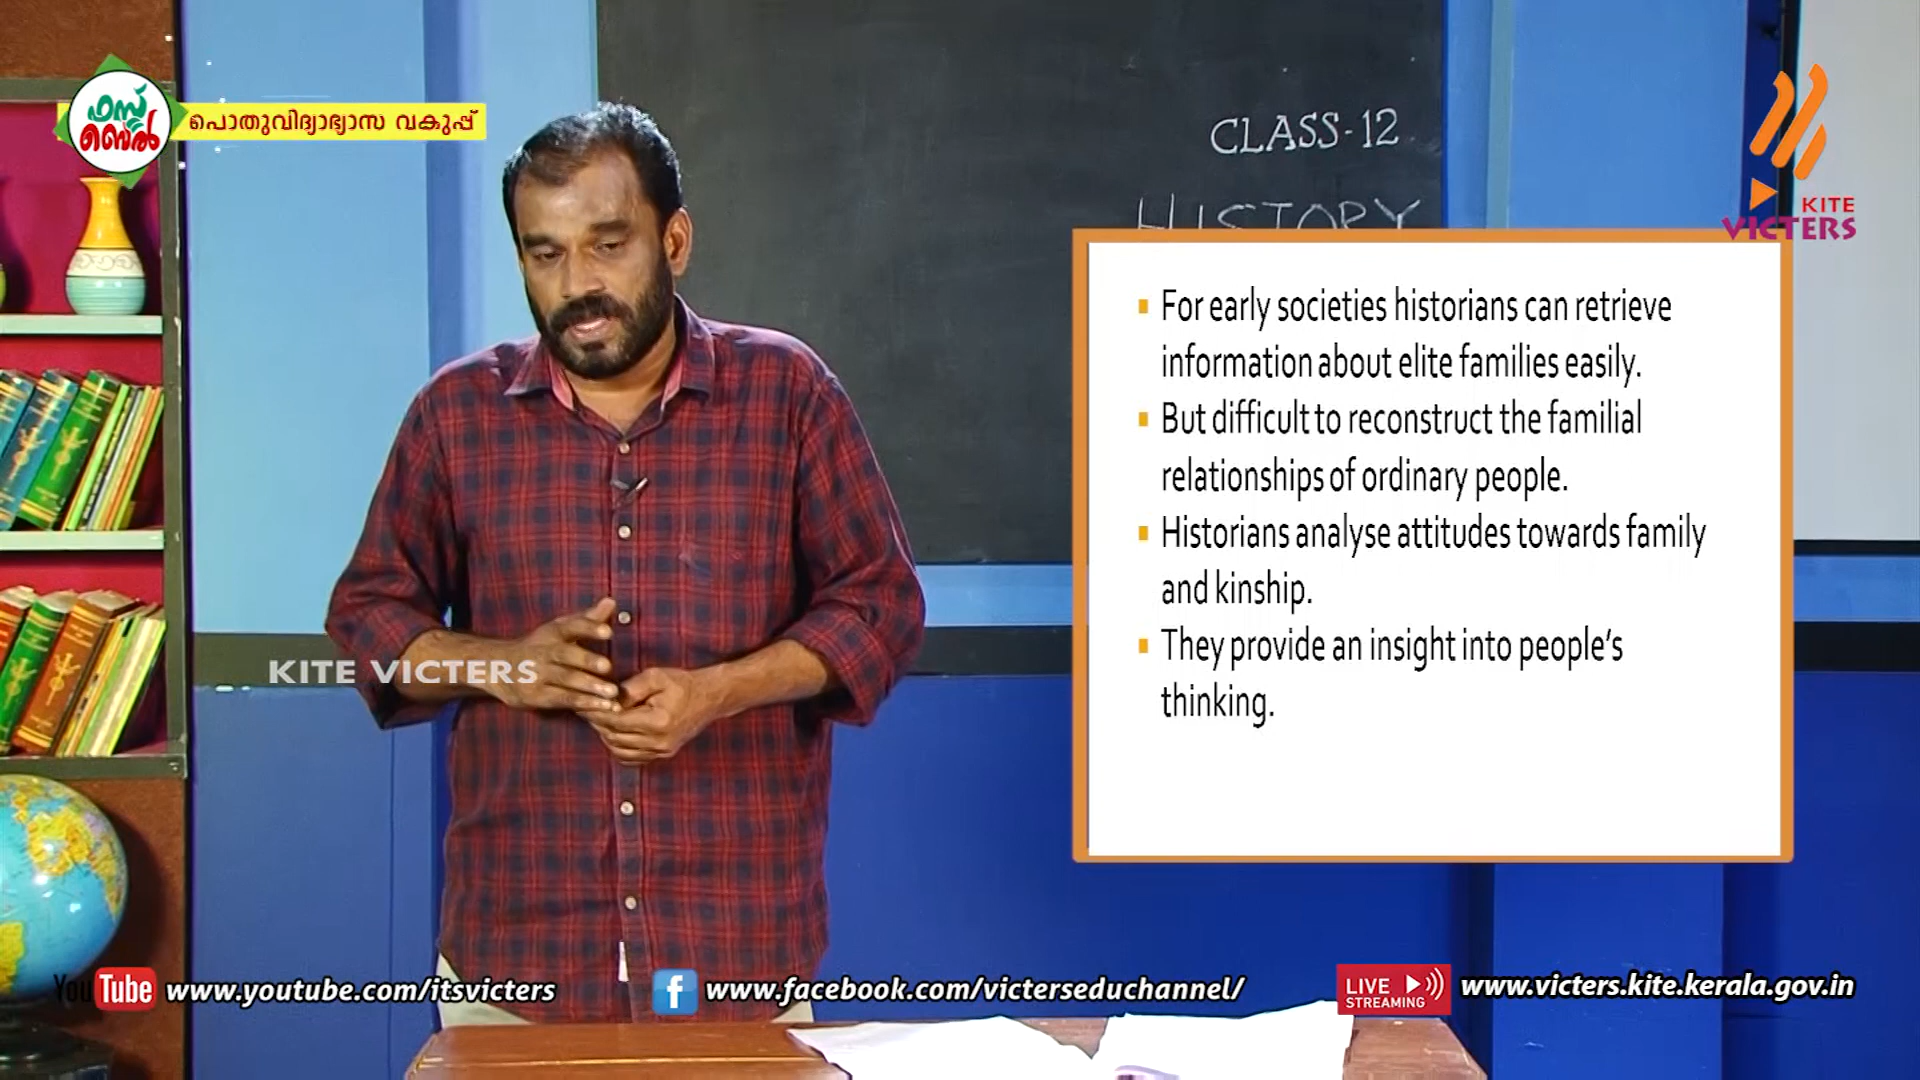 ഫസ്റ്റ്
ബെൽ
പൊതുവിദ്യാഭ്യാസ വകുപ്പ്
CLASS-12
HISTORY
KITE
VICTERS
▪ For early societies historians can retrieve
information about elite families easily.
▪ But difficult to reconstruct the familial
relationships of ordinary people.
▪ Historians analyse attitudes towards family
and kinship.
▪ They provide an insight into people's
thinking.
KITE VICTERS
YouTube www.youtube.com/itsvicters
f www.facebook.com/victerseduchannel/
LIVE
STREAMING
www.victers.kite.kerala.gov.in